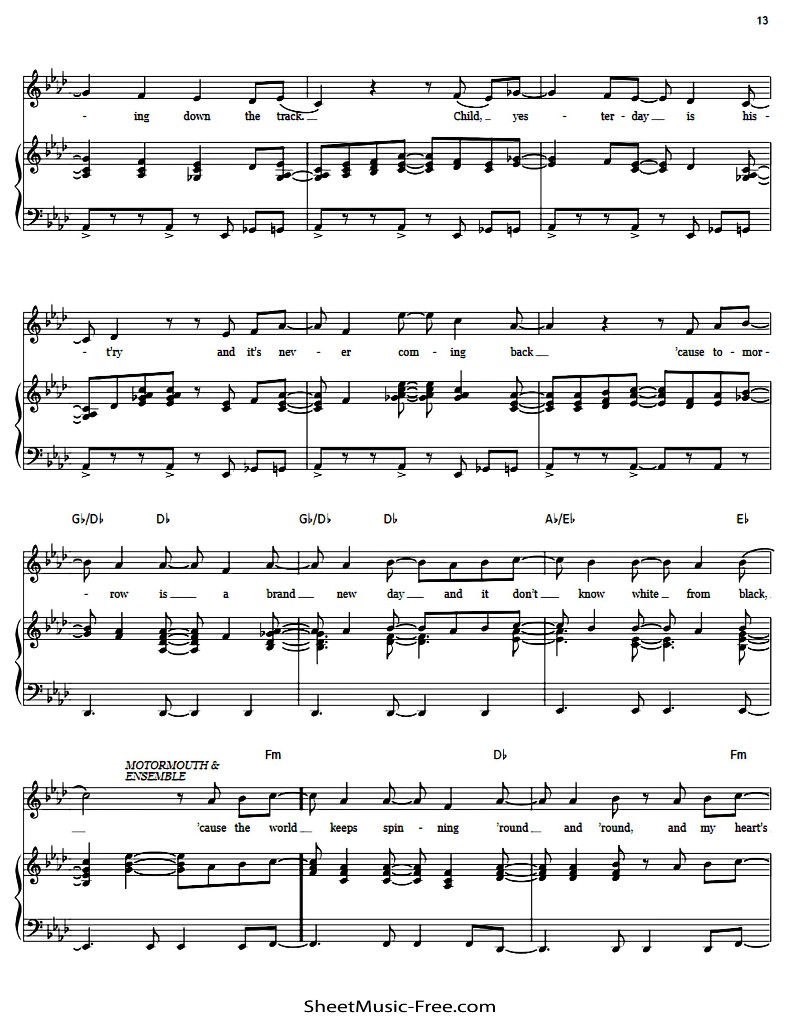 13
- ing down the track. Child, yes - ter - day is his -
- t'ry and it's nev - er com - ing back 'cause to - mor -
G♭/D♭ D♭ G♭/D♭ D♭ A♭/E♭ E♭
- row is a brand new day and it don't know white from black,
MOTORMOUTH &
ENSEMBLE
Fm D♭ Fm
'cause the world keeps spin - ning 'round and 'round, and my heart's
SheetMusic-Free.com